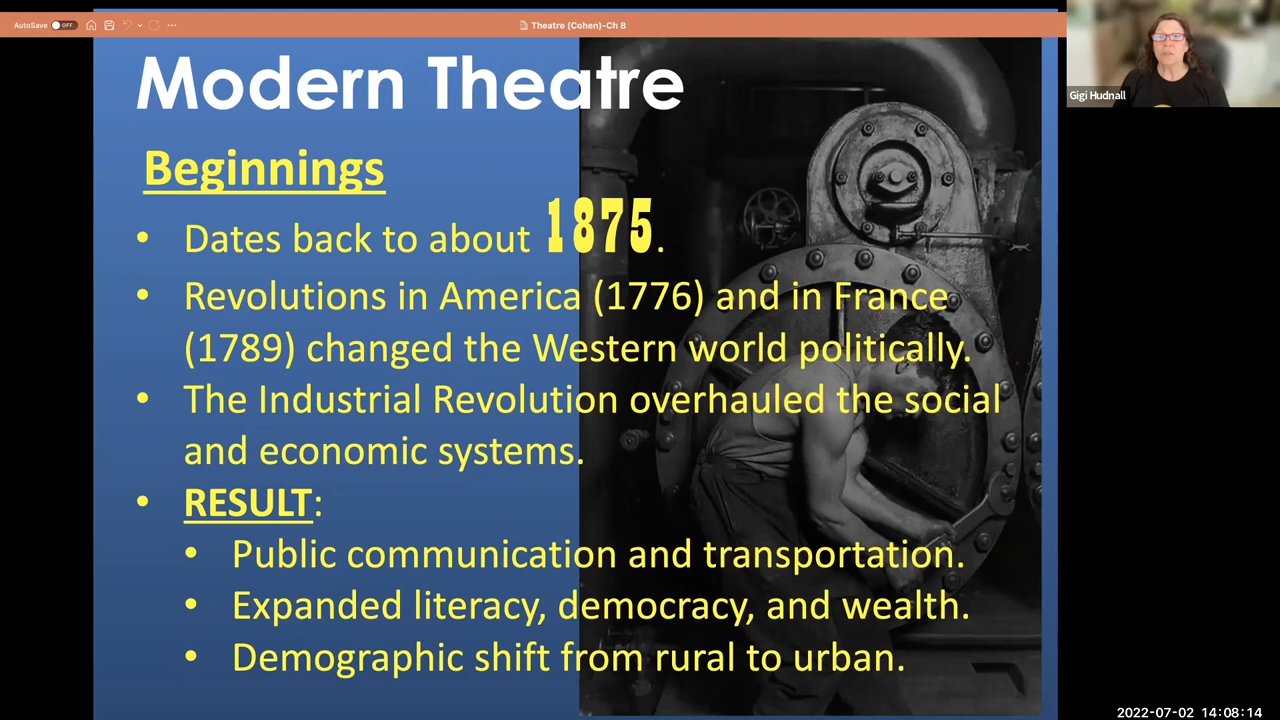 AutoSave OFF
Theatre (Cohen)-Ch 8
Modern Theatre
Beginnings
• Dates back to about 1875.
• Revolutions in America (1776) and in France
(1789) changed the Western world politically.
• The Industrial Revolution overhauled the social
and economic systems.
• RESULT:
• Public communication and transportation.
• Expanded literacy, democracy, and wealth.
• Demographic shift from rural to urban.
Gigi Hudnall
2022-07-02 14:08:14